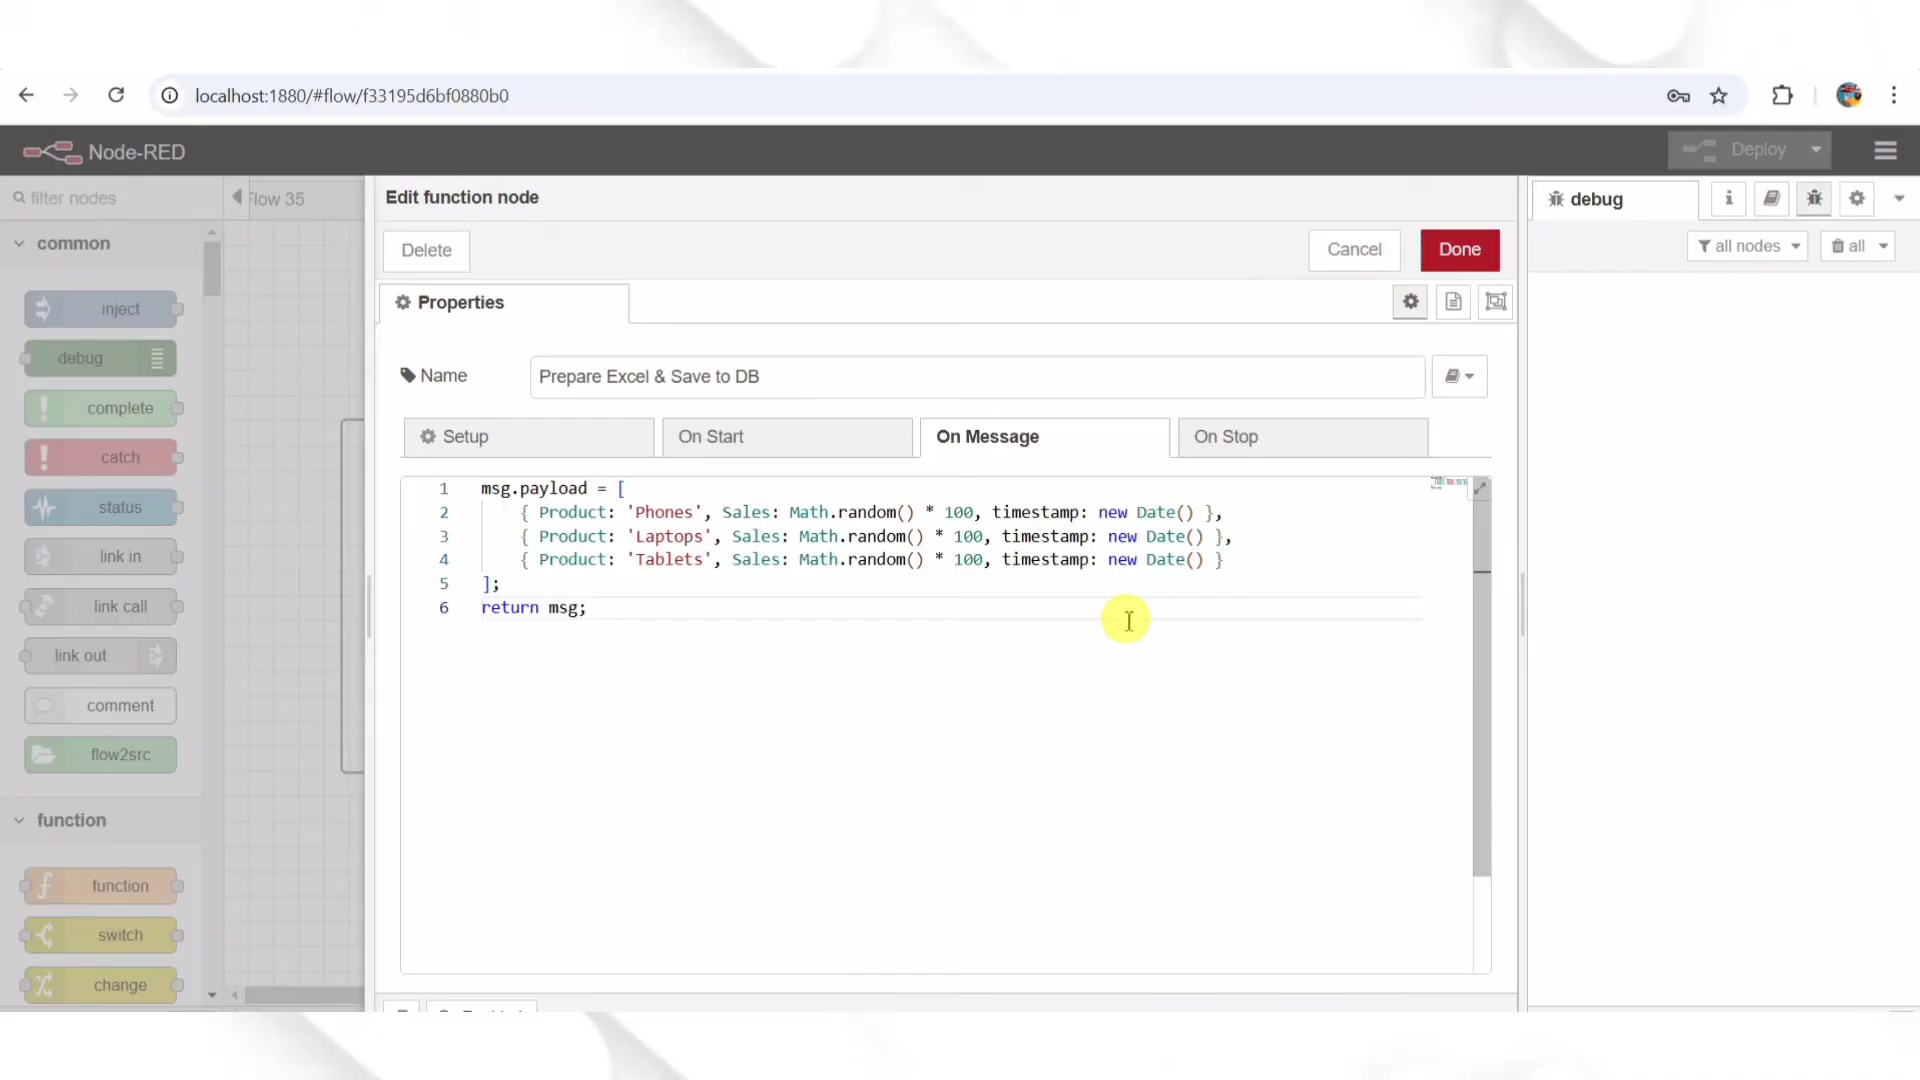 localhost:1880/#flow/f33195d6bf0880b0
Node-RED
Deploy
filter nodes
Flow 35
Edit function node
debug
Delete
Cancel
Done
all nodes
all
common
Properties
inject
debug
complete
catch
status
link in
link call
link out
comment
flow2src
function
function
switch
change
Name
Prepare Excel & Save to DB
Setup
On Start
On Message
On Stop
1 msg.payload = [
2 { Product: 'Phones', Sales: Math.random() * 100, timestamp: new Date() },
3 { Product: 'Laptops', Sales: Math.random() * 100, timestamp: new Date() },
4 { Product: 'Tablets', Sales: Math.random() * 100, timestamp: new Date() }
5 ];
6 return msg;